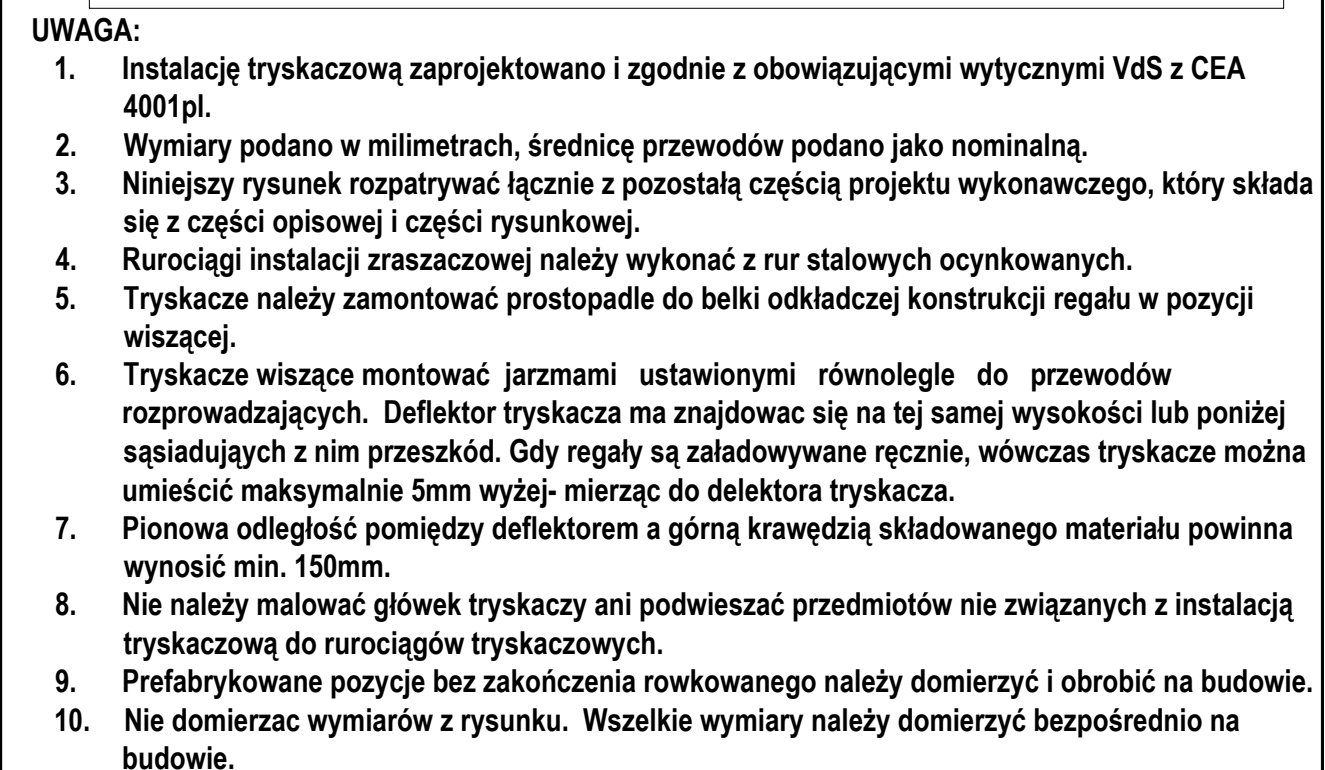 UWAGA:
1. Instalację tryskaczową zaprojektowano i zgodnie z obowiązującymi wytycznymi VdS z CEA
4001pl.
2. Wymiary podano w milimetrach, średnicę przewodów podano jako nominalną.
3. Niniejszy rysunek rozpatrywać łącznie z pozostałą częścią projektu wykonawczego, który składa
się z części opisowej i części rysunkowej.
4. Rurociągi instalacji zraszaczowej należy wykonać z rur stalowych ocynkowanych.
5. Tryskacze należy zamontować prostopadle do belki odkładczej konstrukcji regału w pozycji
wiszącej.
6. Tryskacze wiszące montować jarzmami ustawionymi równolegle do przewodów
rozprowadzających. Deflektor tryskacza ma znajdowac się na tej samej wysokości lub poniżej
sąsiadująych z nim przeszkód. Gdy regały są załadowywane ręcznie, wówczas tryskacze można
umieścić maksymalnie 5mm wyżej- mierząc do delektora tryskacza.
7. Pionowa odległość pomiędzy deflektorem a górną krawędzią składowanego materiału powinna
wynosić min. 150mm.
8. Nie należy malować główek tryskaczy ani podwieszać przedmiotów nie związanych z instalacją
tryskaczową do rurociągów tryskaczowych.
9. Prefabrykowane pozycje bez zakończenia rowkowanego należy domierzyć i obrobić na budowie.
10. Nie domierzac wymiarów z rysunku. Wszelkie wymiary należy domierzyć bezpośrednio na
budowie.